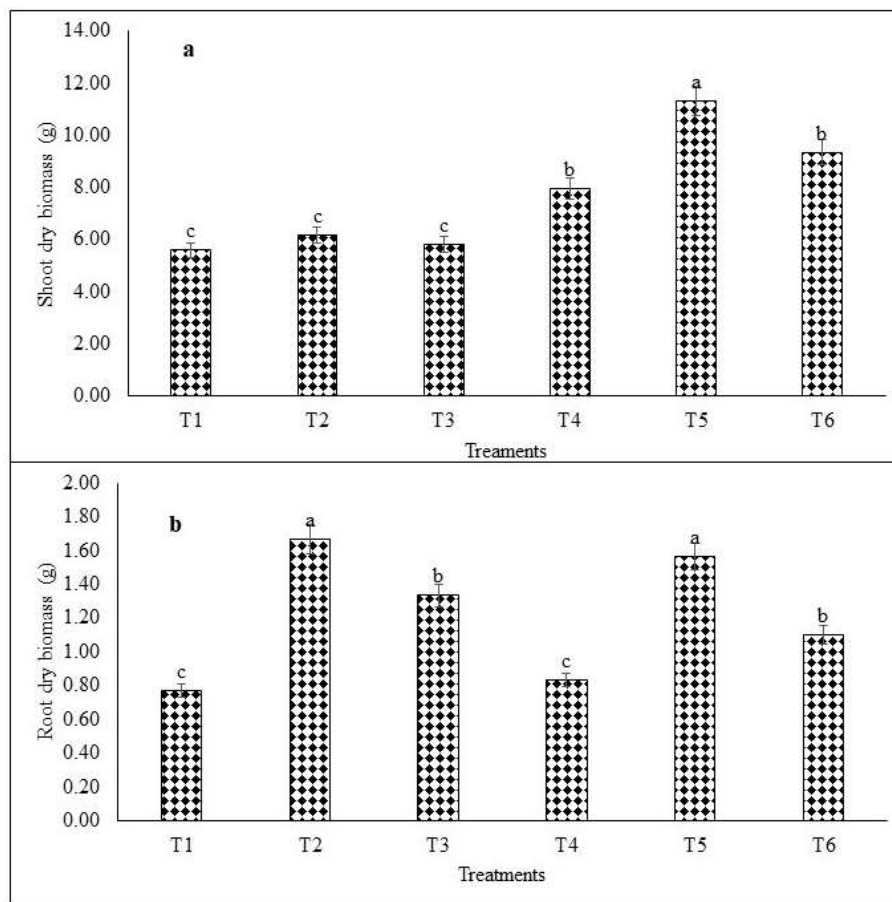 14.00
a
12.00
10.00
8.00
6.00
4.00
2.00
0.00
Shoot dry biomass (g)
c c c b a b
T1 T2 T3 T4 T5 T6
Treaments
2.00
b
1.80
1.60
1.40
1.20
1.00
0.80
0.60
0.40
0.20
0.00
Root dry biomass (g)
c a b c a b
T1 T2 T3 T4 T5 T6
Treatments